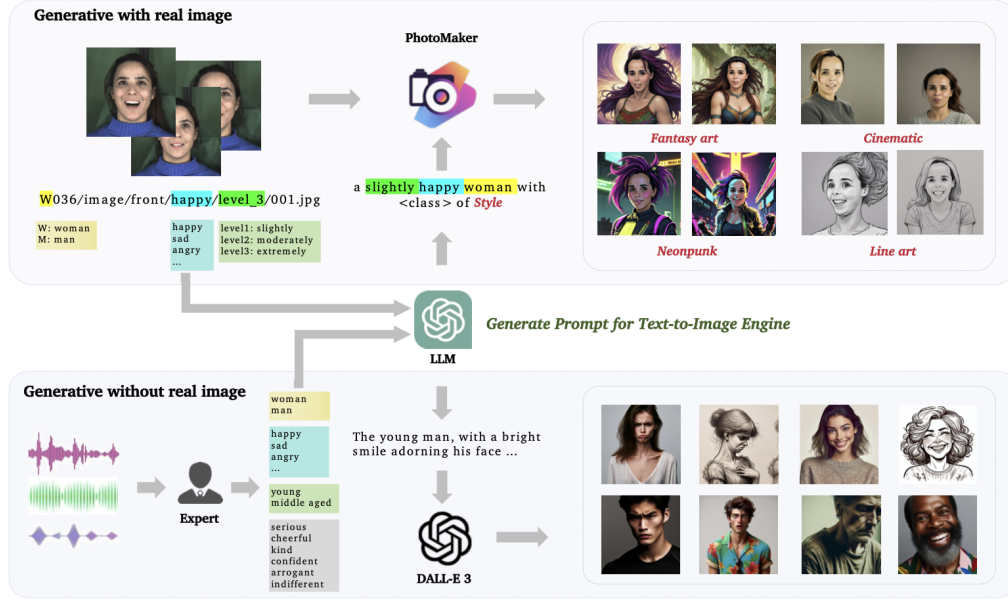 Generative with real image
PhotoMaker
W036/image/front/happy/level_3/001.jpg
W: woman
M: man
happy
sad
angry
...
level1: slightly
level2: moderately
level3: extremely
a slightly happy woman with
<class> of Style
Fantasy art
Cinematic
Neonpunk
Line art
LLM
Generate Prompt for Text-to-Image Engine
Generative without real image
Expert
woman
man
happy
sad
angry
...
young
middle aged
serious
cheerful
kind
confident
arrogant
indifferent
The young man, with a bright
smile adorning his face ...
DALL-E 3